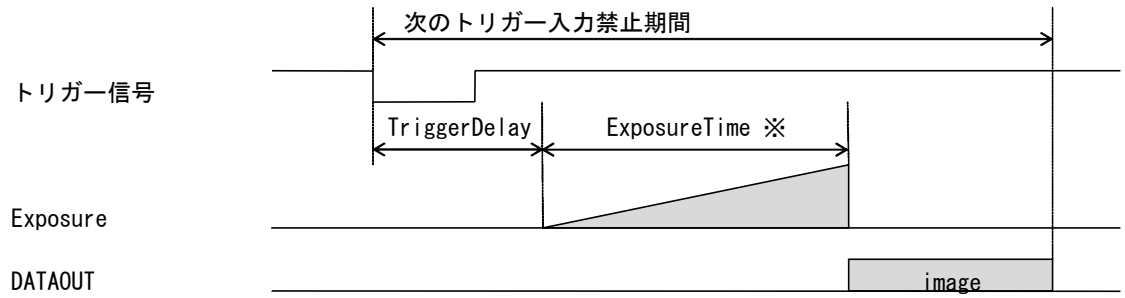 次のトリガー入力禁止期間
トリガー信号
TriggerDelay
ExposureTime ※
Exposure
DATAOUT
image